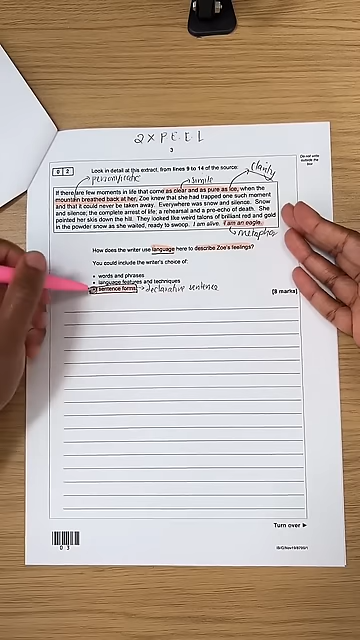 2 X P E E L
3
Do not write
outside the
box
0 2
Look in detail at this extract, from lines 9 to 14 of the source:
clarity
simile
If there are few moments in life that come as clear and as pure as ice, when the
mountain breathed back at her, Zoe knew that she had trapped one such moment
and that it could never be taken away. Everywhere was snow and silence. Snow
and silence; the complete arrest of life; a rehearsal and a pre-echo of death. She
pointed her skis down the hill. They looked like weird talons of brilliant red and gold
in the powder snow as she waited, ready to swoop. I am alive. I am an eagle.
metaphor
How does the writer use language here to describe Zoe's feelings?
You could include the writer's choice of:
• words and phrases
• language features and techniques
• sentence forms. → declarative sentence
[8 marks]
Turn over ►
0 3
IB/G/Nov19/8700/1